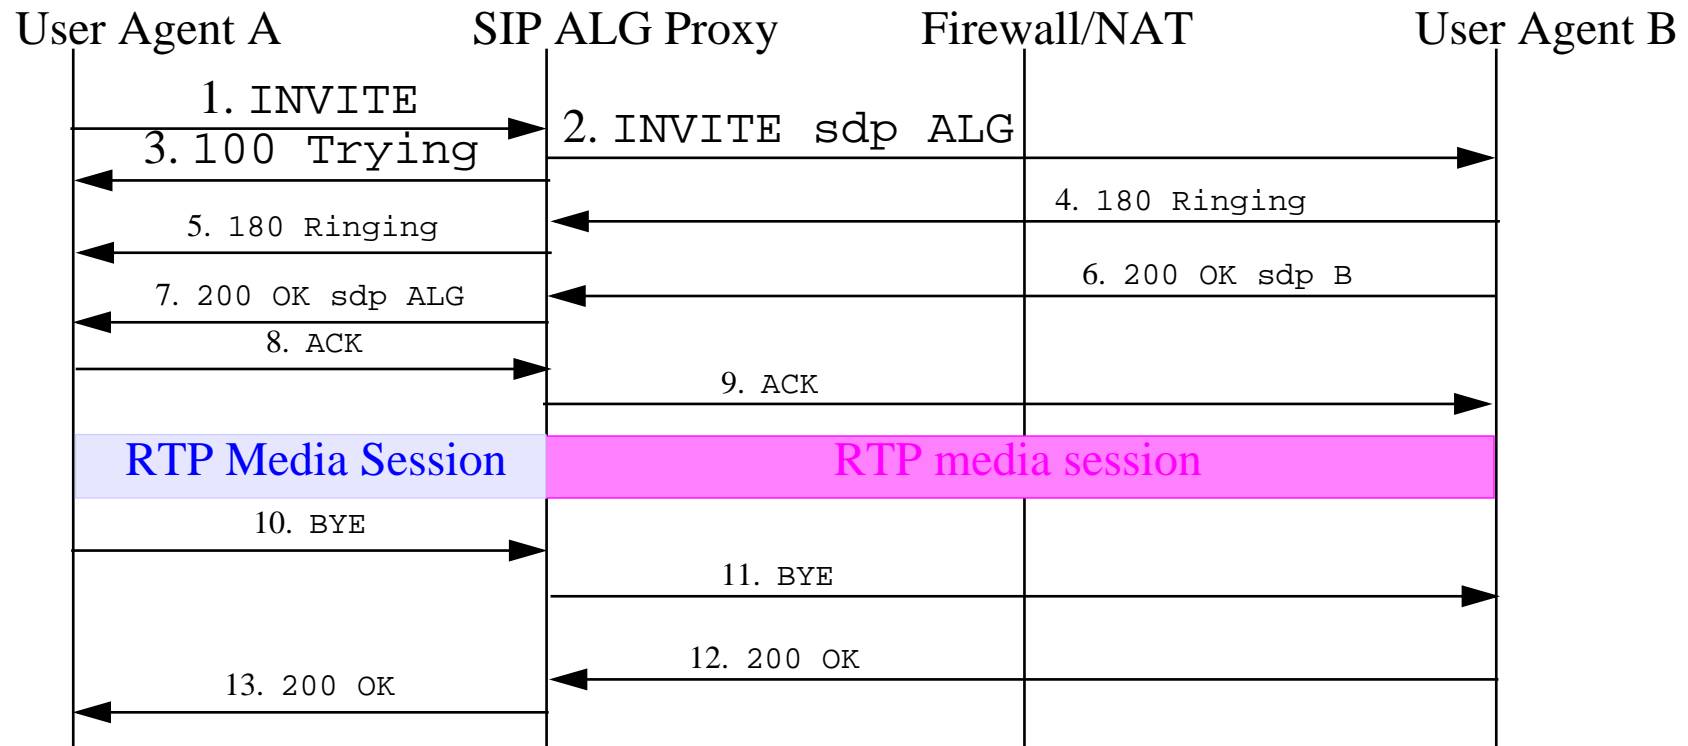 User Agent A
SIP ALG Proxy
Firewall/NAT
User Agent B
1. INVITE
2. INVITE sdp ALG
3. 100 Trying
4. 180 Ringing
5. 180 Ringing
6. 200 OK sdp B
7. 200 OK sdp ALG
8. ACK
9. ACK
RTP Media Session
RTP media session
10. BYE
11. BYE
12. 200 OK
13. 200 OK